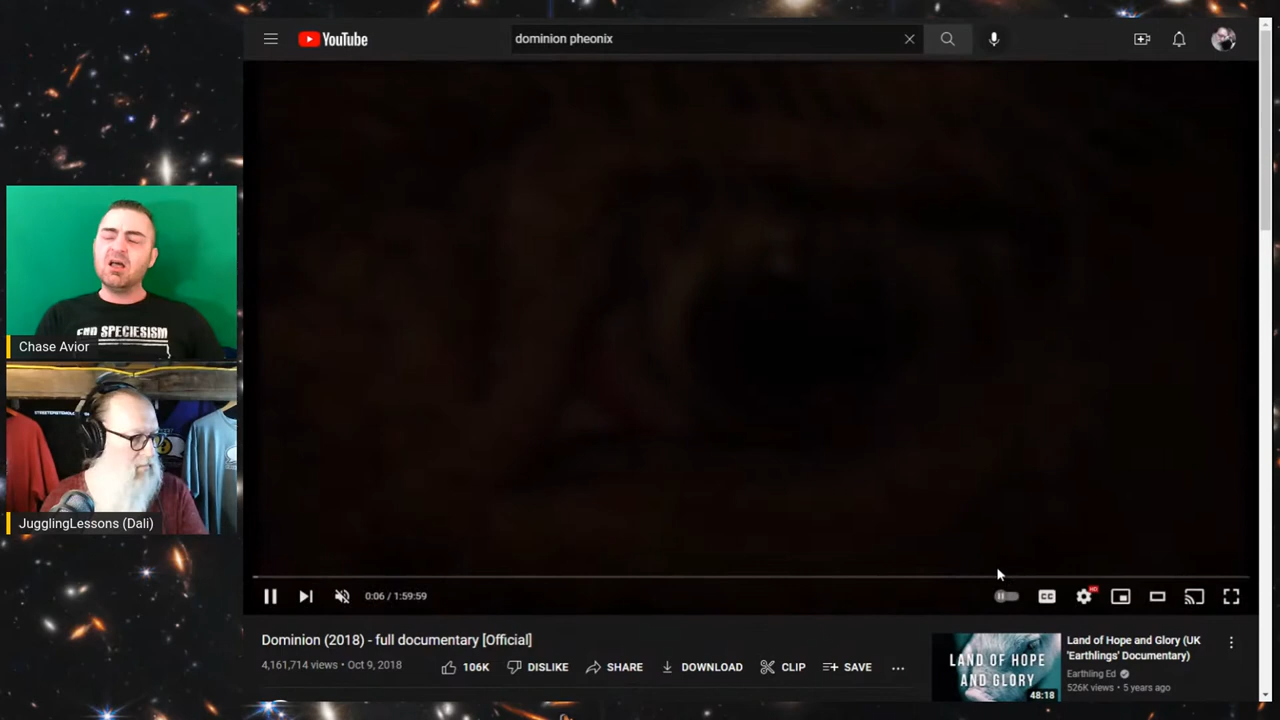 YouTube
dominion pheonix
END SPECIESISM
Chase Avior
JugglingLessons (Dali)
0:06 / 1:59:59
CC
HD
Dominion (2018) - full documentary [Official]
4,161,714 views • Oct 9, 2018
106K
DISLIKE
SHARE
DOWNLOAD
CLIP
SAVE
LAND OF HOPE
AND GLORY
48:18
Land of Hope and Glory (UK
'Earthlings' Documentary)
Earthling Ed
526K views • 5 years ago